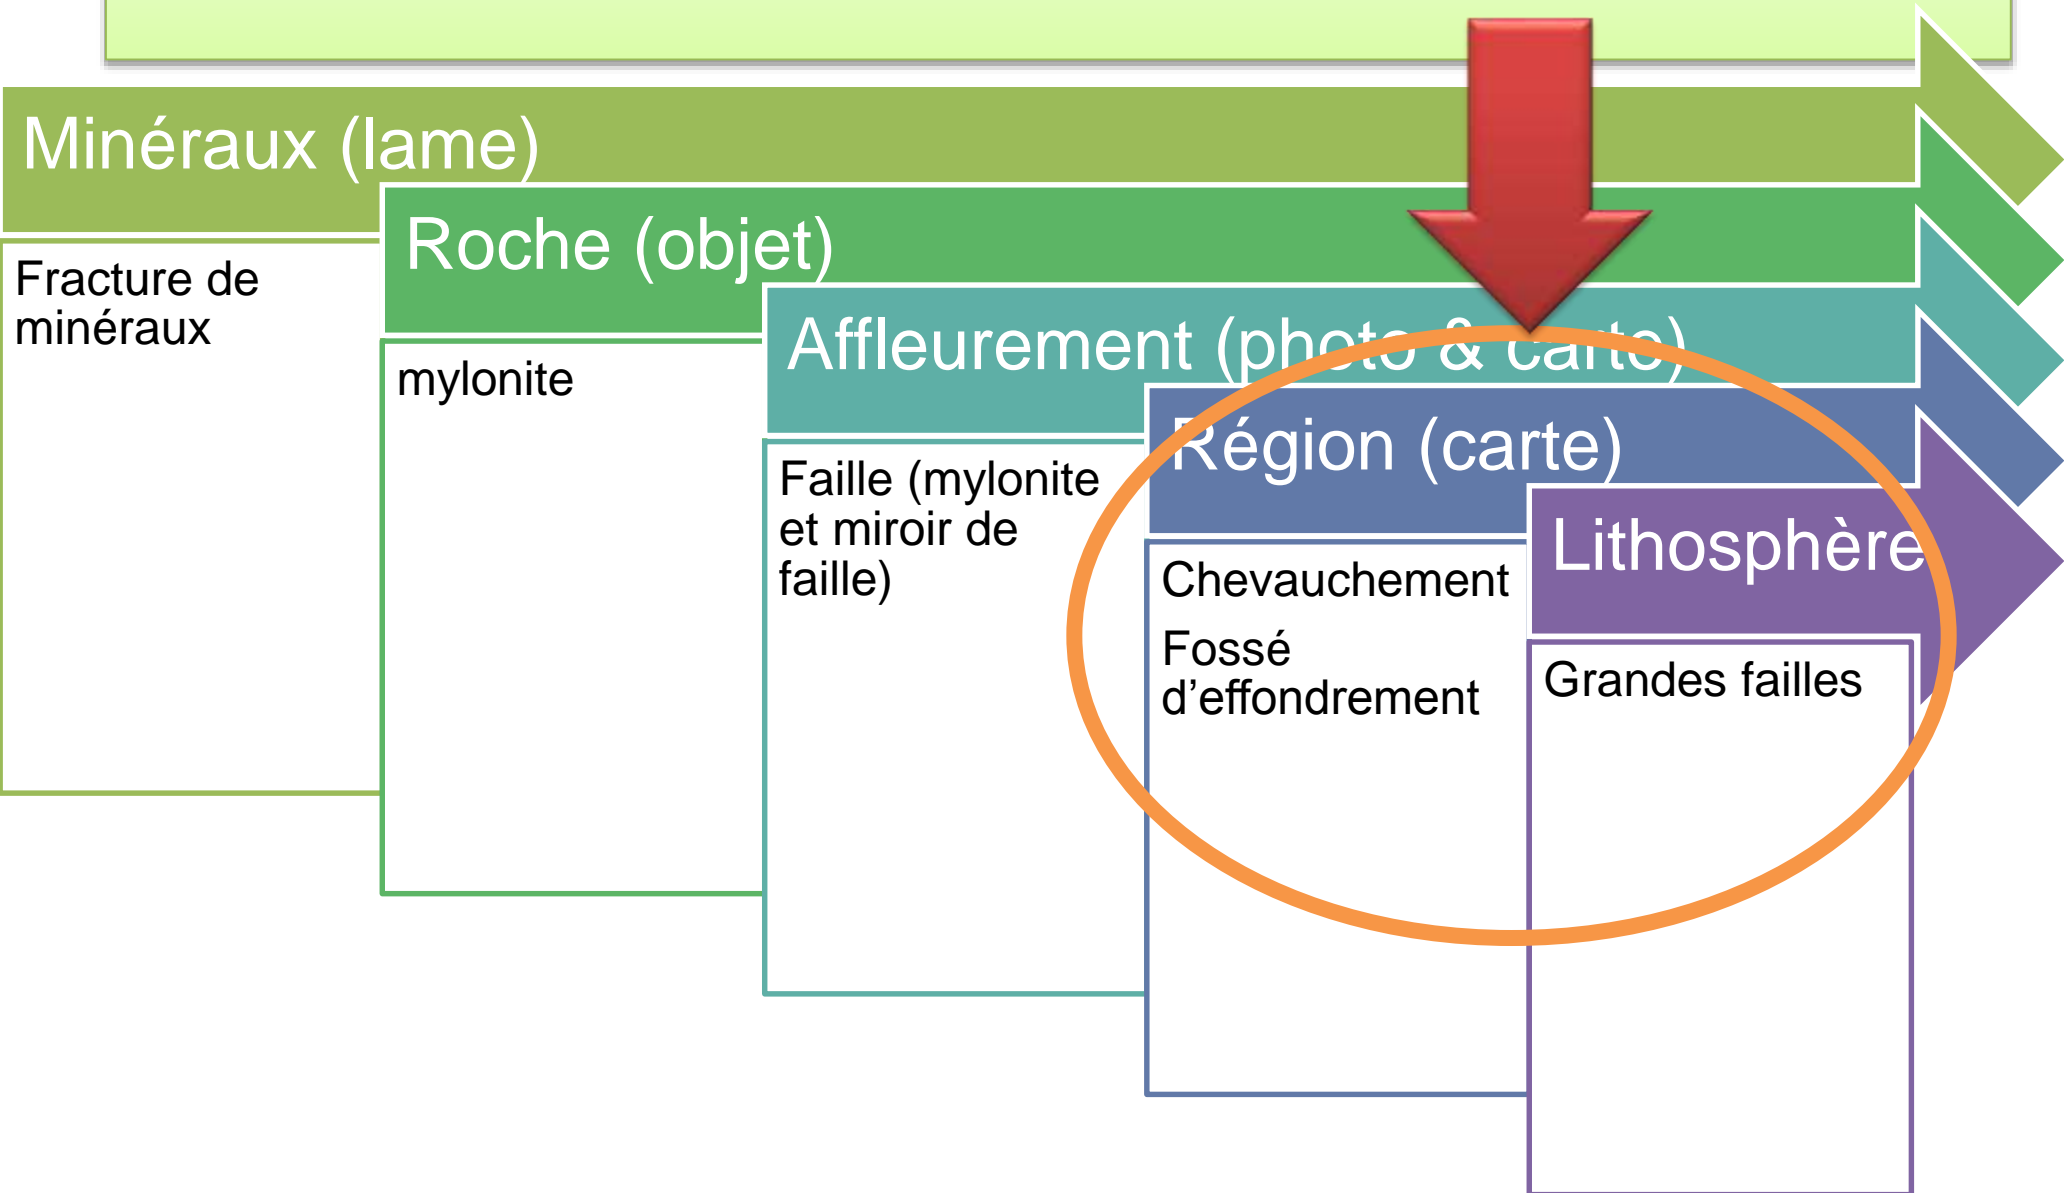 Minéraux (lame)
Fracture de
minéraux
Roche (objet)
mylonite
Affleurement (photo & carte)
Faille (mylonite
et miroir de
faille)
Région (carte)
Chevauchement
Fossé
d’effondrement
Lithosphère
Grandes failles